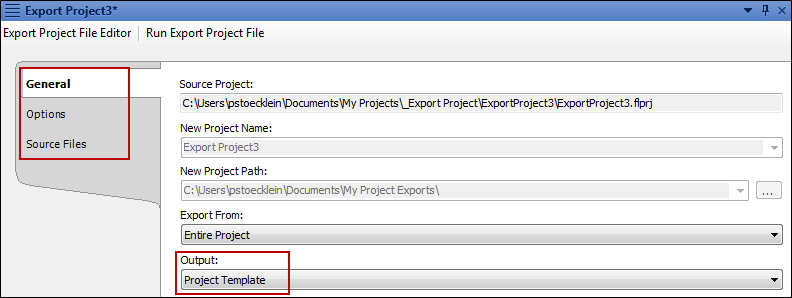 Export Project3*
Export Project File Editor | Run Export Project File
General
Options
Source Files
Source Project:
C:\Users\pstoecklein\Documents\My Projects\_Export Project\ExportProject3\ExportProject3.flprj
New Project Name:
Export Project3
New Project Path:
C:\Users\pstoecklein\Documents\My Project Exports\
...
Export From:
Entire Project
Output:
Project Template